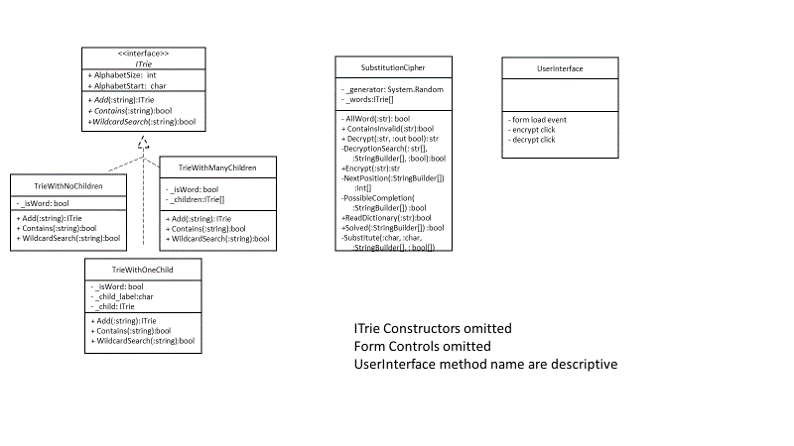 <<interface>>
ITrie
+ AlphabetSize: int
+ AlphabetStart: char
+ Add(:string):ITrie
+ Contains(:string):bool
+WildcardSearch(:string):bool
TrieWithNoChildren
- _isWord: bool
+ Add(:string):ITrie
+ Contains(:string):bool
+ WildcardSearch(:string):bool
TrieWithManyChildren
- _isWord: bool
- _children:ITrie[]
+ Add(:string):ITrie
+ Contains(:string):bool
+ WildcardSearch(:string):bool
TrieWithOneChild
- _isWord: bool
- _child_label:char
- _child: ITrie
+ Add(:string): ITrie
+ Contains(:string):bool
+ WildcardSearch(:string):bool
SubstitutionCipher
- _generator: System.Random
- _words:ITrie[]
- AllWord(:str): bool
+ ContainsInvalid(:str):bool
+ Decrypt(:str, :out bool): str
-DecryptionSearch(: str[],
:StringBuilder[], :bool):bool
+Encrypt(:str):str
-NextPosition(:StringBuilder[])
:int[]
-PossibleCompletion(
:StringBuilder[]) :bool
+ReadDictionary(:str):bool
+Solved(:StringBuilder[]) :bool
-Substitute(:char, :char,
:StringBuilder[], : bool[])
UserInterface
- form load event
- encrypt click
- decrypt click
ITrie Constructors omitted
Form Controls omitted
UserInterface method name are descriptive